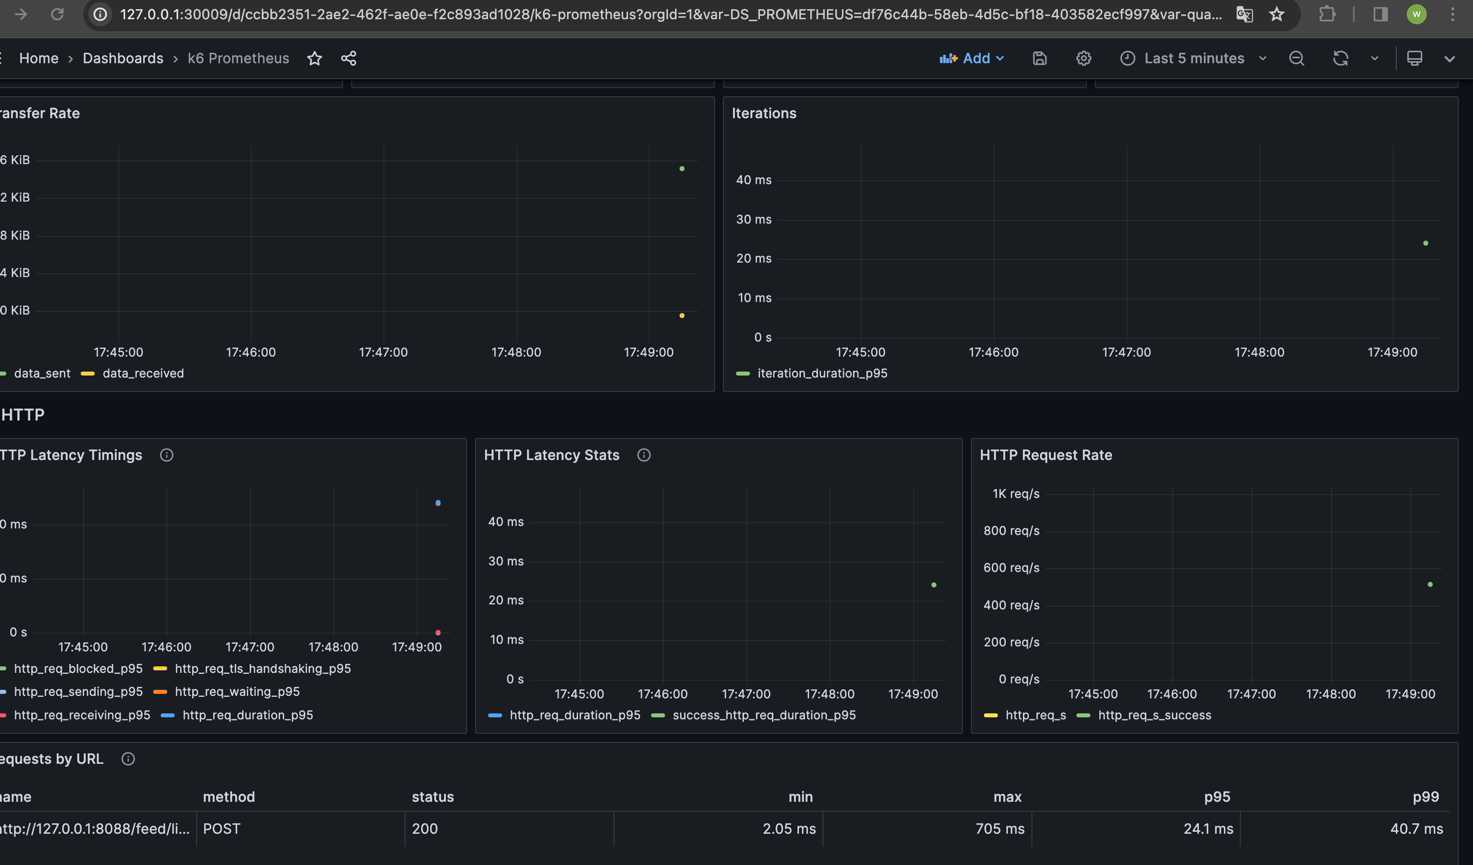 127.0.0.1:30009/d/ccbb2351-2ae2-462f-ae0e-f2c893ad1028/k6-prometheus?orgId=1&var-DS_PROMETHEUS=df76c44b-58eb-4d5c-bf18-403582ecf997&var-qua...
W
Home > Dashboards > k6 Prometheus
Add
Last 5 minutes
ransfer Rate
6 KiB
2 KiB
8 KiB
4 KiB
0 KiB
17:45:00 17:46:00 17:47:00 17:48:00 17:49:00
data_sent data_received
Iterations
40 ms
30 ms
20 ms
10 ms
0 s
17:45:00 17:46:00 17:47:00 17:48:00 17:49:00
iteration_duration_p95
HTTP
TTP Latency Timings
0 ms
0 ms
0 s
17:45:00 17:46:00 17:47:00 17:48:00 17:49:00
http_req_blocked_p95 http_req_tls_handshaking_p95
http_req_sending_p95 http_req_waiting_p95
http_req_receiving_p95 http_req_duration_p95
HTTP Latency Stats
40 ms
30 ms
20 ms
10 ms
0 s
17:45:00 17:46:00 17:47:00 17:48:00 17:49:00
http_req_duration_p95 success_http_req_duration_p95
HTTP Request Rate
1K req/s
800 req/s
600 req/s
400 req/s
200 req/s
0 req/s
17:45:00 17:46:00 17:47:00 17:48:00 17:49:00
http_req_s http_req_s_success
equests by URL
ame method status min max p95 p99
ttp://127.0.0.1:8088/feed/li... POST 200 2.05 ms 705 ms 24.1 ms 40.7 ms